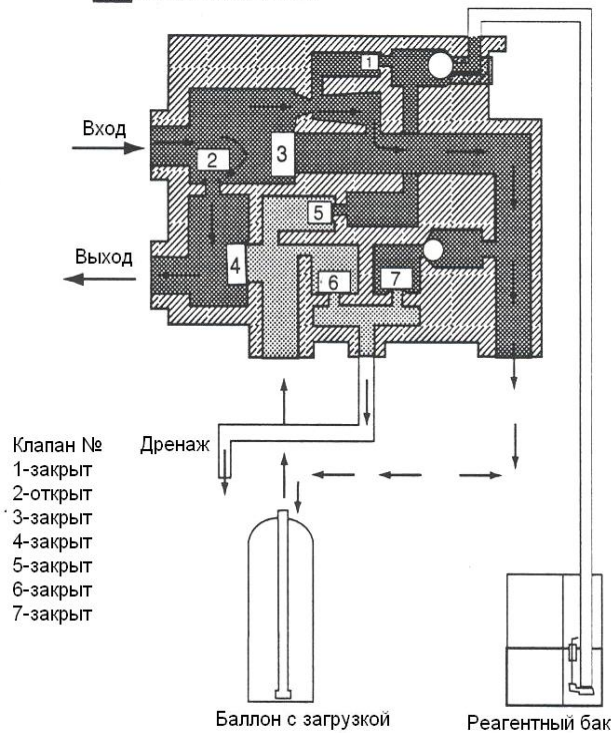 1
Вход
2
3
5
Выход
4
6
7
Клапан №
Дренаж
1-закрыт
2-открыт
3-закрыт
4-закрыт
5-закрыт
6-закрыт
7-закрыт
Баллон с загрузкой
Реагентный бак